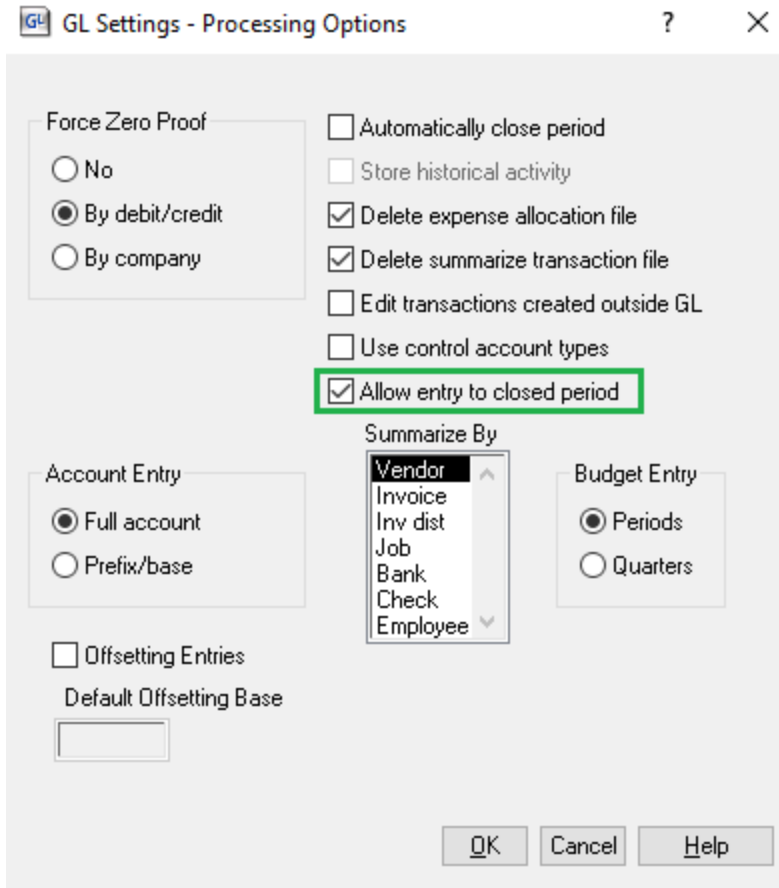 GL GL Settings - Processing Options ?
Force Zero Proof
No
By debit/credit
By company
Automatically close period
Store historical activity
Delete expense allocation file
Delete summarize transaction file
Edit transactions created outside GL
Use control account types
Allow entry to closed period
Account Entry
Full account
Prefix/base
Summarize By
Vendor
Invoice
Inv dist
Job
Bank
Check
Employee
Budget Entry
Periods
Quarters
Offsetting Entries
Default Offsetting Base
OK Cancel Help